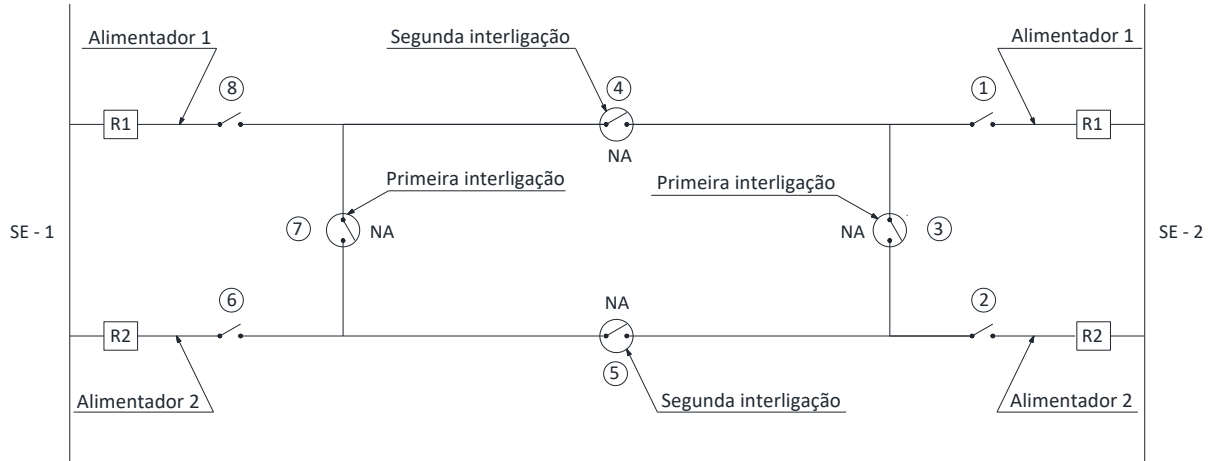 Alimentador 1
Segunda interligação
Alimentador 1
8
4
1
R1
R1
NA
Primeira interligação
Primeira interligação
SE - 1
7
NA
NA
3
SE - 2
6
NA
2
R2
R2
5
Alimentador 2
Segunda interligação
Alimentador 2